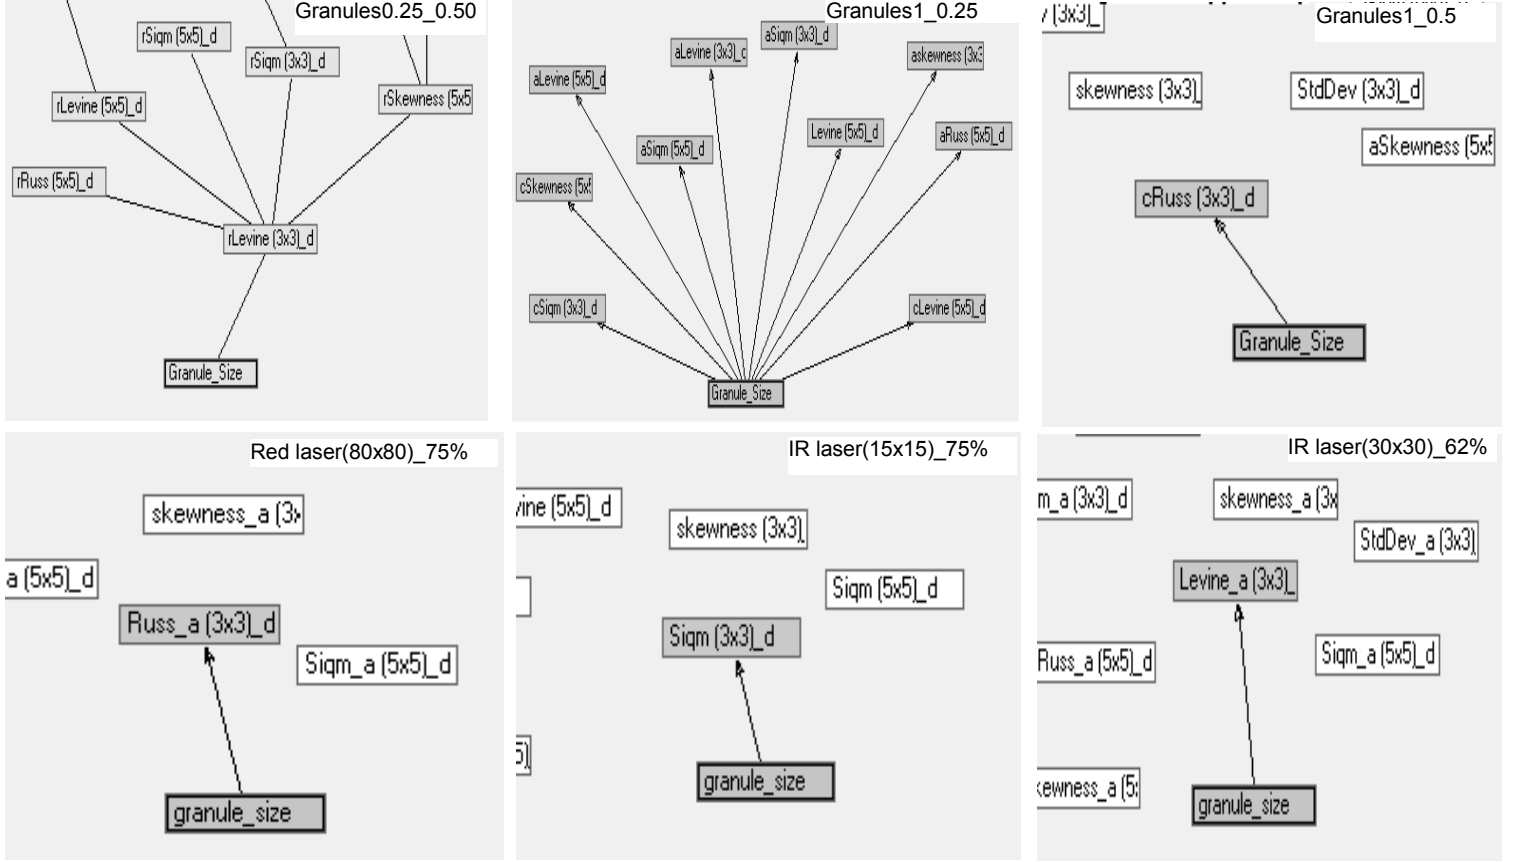 Granules0.25_0.50
rSiqm (5x5)_d
rSiqm (3x3)_d
rLevine (5x5)_d
rSkewness (5x5
rRuss (5x5)_d
rLevine (3x3)_d
Granule_Size
Granules1_0.25
aSiqm (3x3)_d
aLevine (3x3)_c
askewness (3x3
aLevine (5x5)_d
Levine (5x5)_d
aRuss (5x5)_d
aSiqm (5x5)_d
cSkewness (5x5
cSiqm (3x3)_d
cLevine (5x5)_d
Granule_Size
Granules1_0.5
(3x3)_
skewness (3x3)_
StdDev (3x3)_d
aSkewness (5x5
cRuss (3x3)_d
Granule_Size
Red laser(80x80)_75%
skewness_a (3x
a (5x5)_d
Russ_a (3x3)_d
Siqm_a (5x5)_d
granule_size
IR laser(15x15)_75%
vine (5x5)_d
skewness (3x3)_
Siqm (5x5)_d
Siqm (3x3)_d
5)_
granule_size
IR laser(30x30)_62%
m_a (3x3)_d
skewness_a (3x
StdDev_a (3x3)_
Levine_a (3x3)_
Siqm_a (5x5)_d
Russ_a (5x5)_d
kewness_a (5:
granule_size